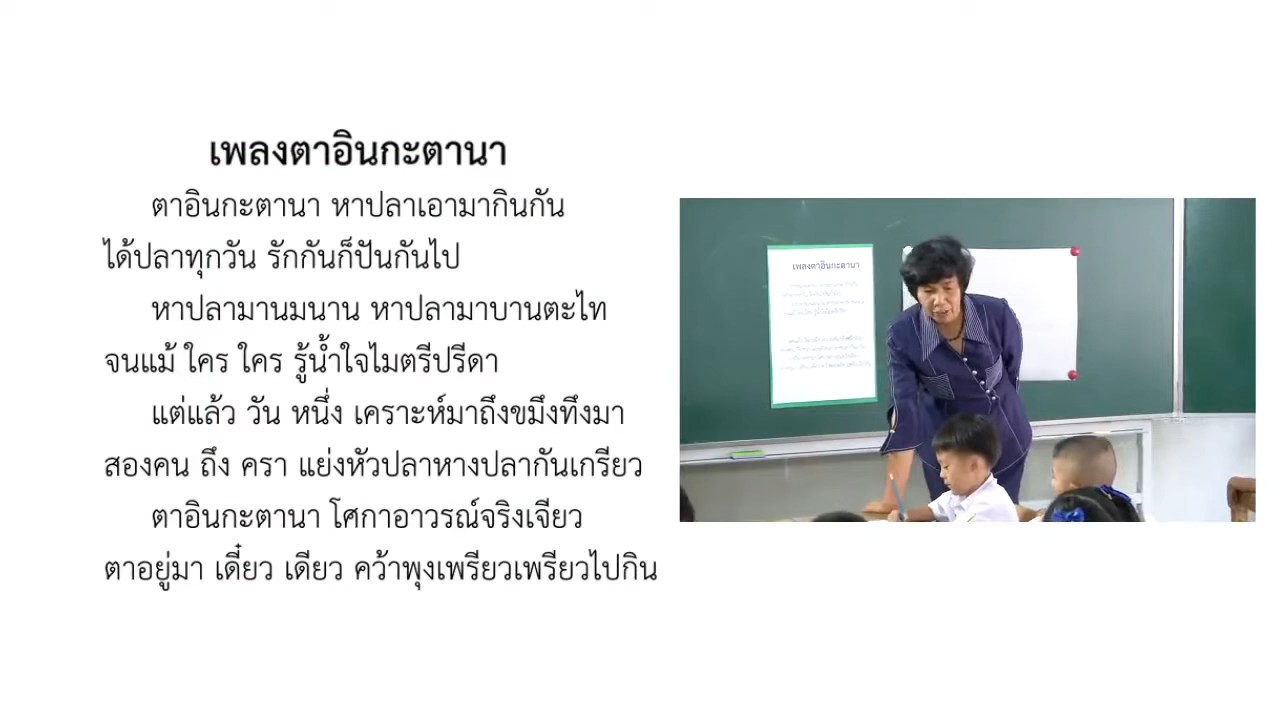 เพลงตาอินกะตานา
ตาอินกะตานา หาปลาเอามากินกัน
ได้ปลาทุกวัน รักกันก็ปันกันไป
หาปลามานมนาน หาปลามาบานตะไท
จนแม้ ใคร ใคร รู้น้ำใจไมตรีปรีดา
แต่แล้ว วัน หนึ่ง เคราะห์มาถึงขมึงทึงมา
สองคน ถึง ครา แย่งหัวปลาหางปลากันเกรียว
ตาอินกะตานา โศกาอาวรณ์จริงเจียว
ตาอยู่มา เดี๋ยว เดียว คว้าพุงเพรียวเพรียวไปกิน
เพลงตาอินกะตานา